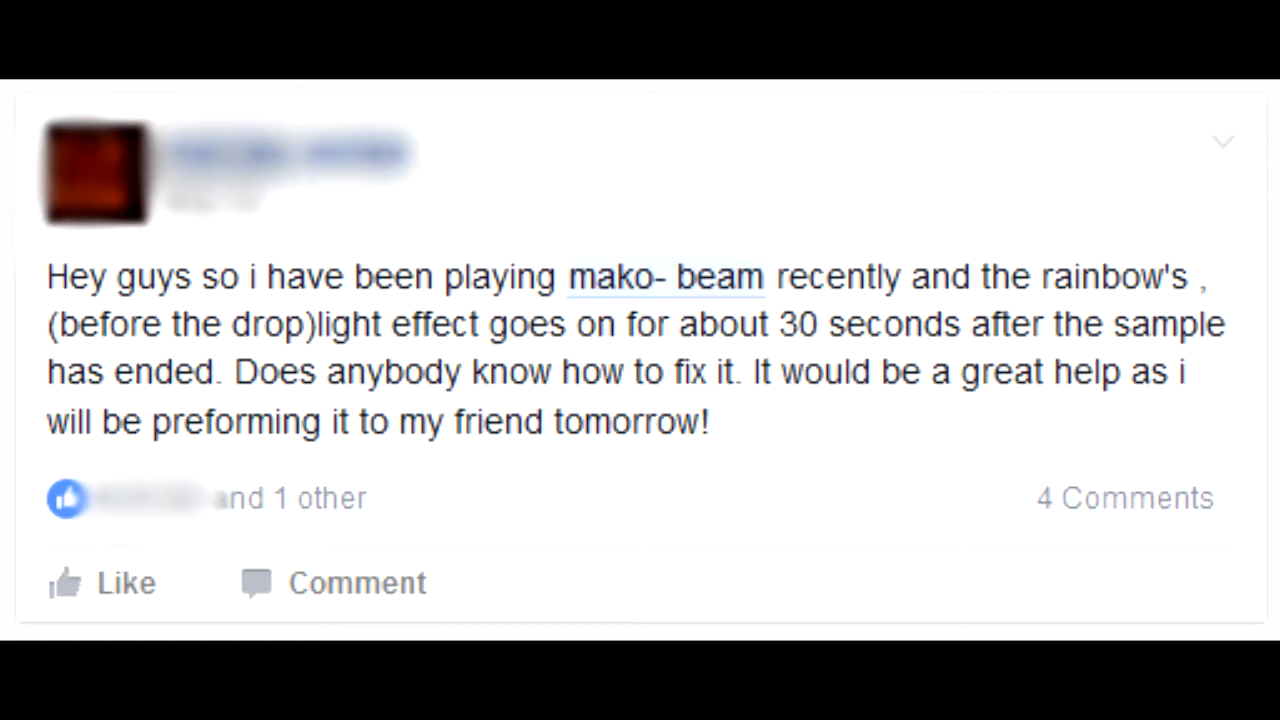 Hey guys so i have been playing mako- beam recently and the rainbow's ,
(before the drop)light effect goes on for about 30 seconds after the sample
has ended. Does anybody know how to fix it. It would be a great help as i
will be preforming it to my friend tomorrow!
and 1 other
4 Comments
Like
Comment